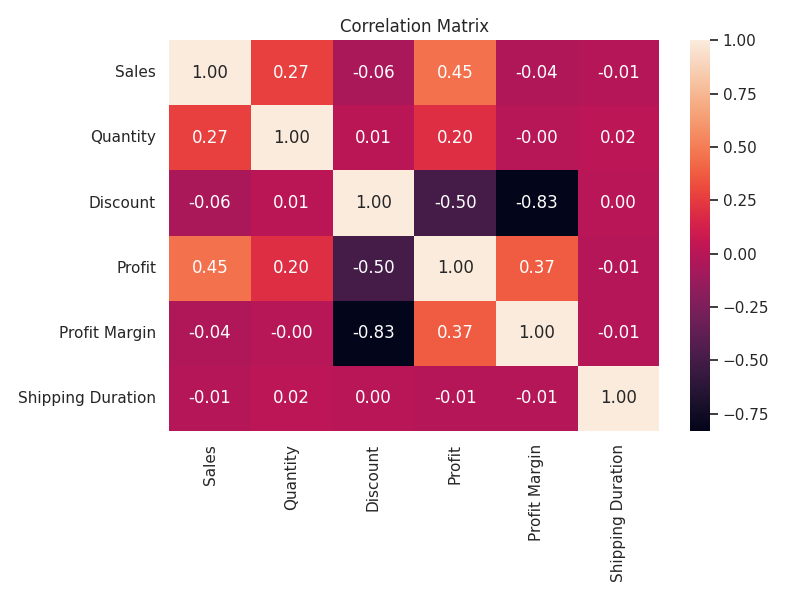 Correlation Matrix
Sales 1.00 0.27 -0.06 0.45 -0.04 -0.01
Quantity 0.27 1.00 0.01 0.20 -0.00 0.02
Discount -0.06 0.01 1.00 -0.50 -0.83 0.00
Profit 0.45 0.20 -0.50 1.00 0.37 -0.01
Profit Margin -0.04 -0.00 -0.83 0.37 1.00 -0.01
Shipping Duration -0.01 0.02 0.00 -0.01 -0.01 1.00
Sales
Quantity
Discount
Profit
Profit Margin
Shipping Duration
1.00
0.75
0.50
0.25
0.00
−0.25
−0.50
−0.75